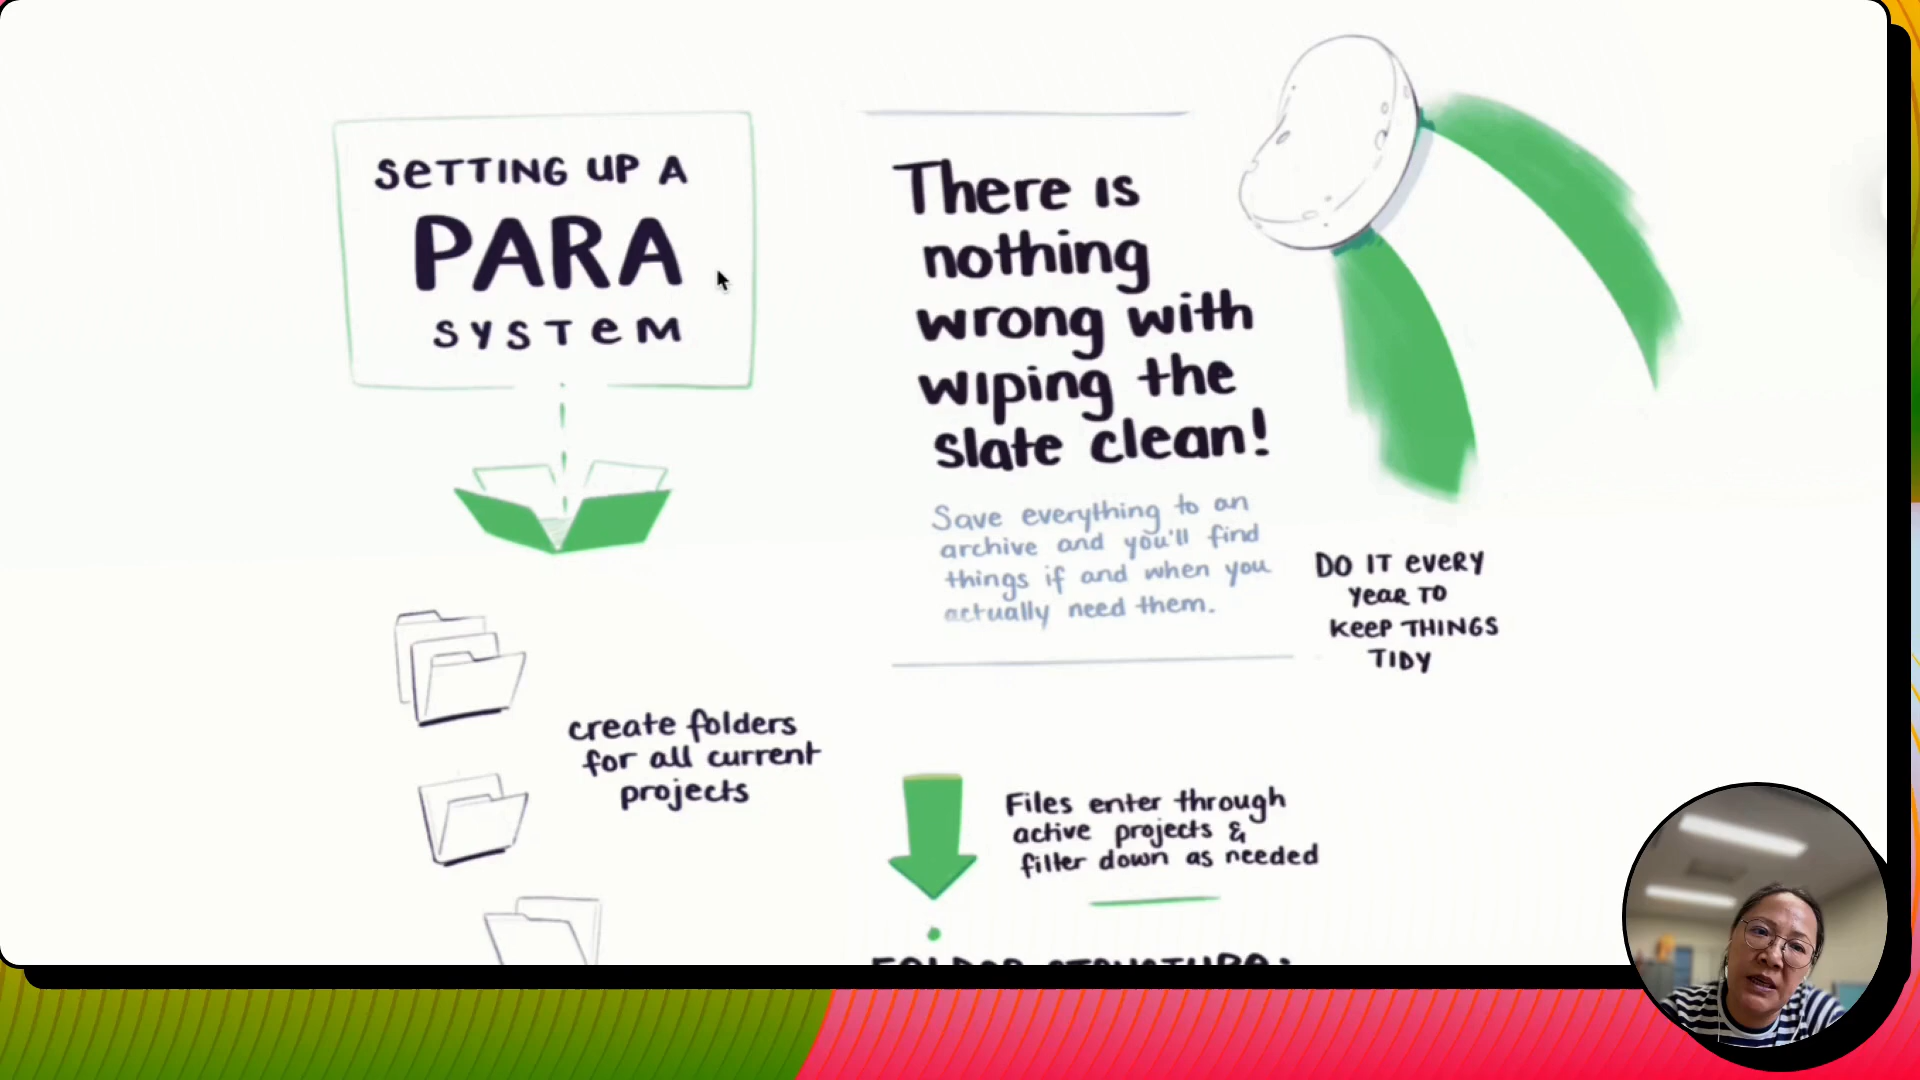 SETTING UP A
PARA
SYSTEM
There is
nothing
wrong with
wiping the
slate clean!
Save everything to an
archive and you'll find
things if and when you
actually need them.
DO IT EVERY
YEAR TO
KEEP THINGS
TIDY
create folders
for all current
projects
Files enter through
active projects &
filter down as needed
FOLDER STRUCTURE: